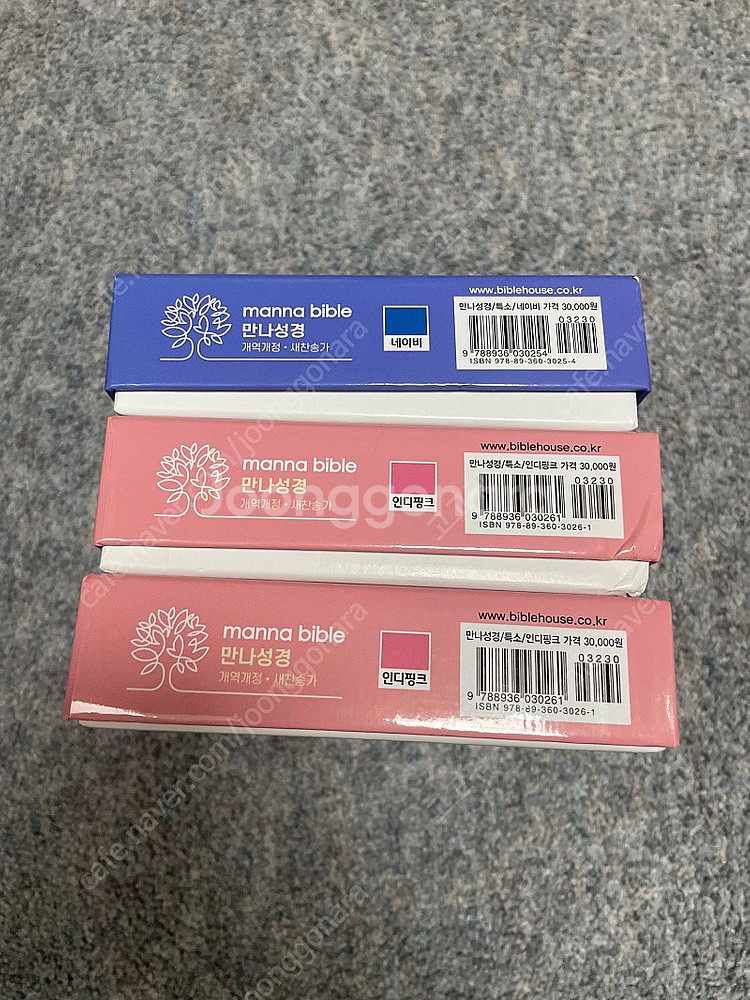 manna bible
만나성경
개역개정 • 새찬송가
네이비
www.biblehouse.co.kr
만나성경/특소/네이비 가격 30,000원
03230
9 788936 030254
ISBN 978-89-360-3025-4
manna bible
만나성경
개역개정 • 새찬송가
인디핑크
www.biblehouse.co.kr
만나성경/특소/인디핑크 가격 30,000원
03230
9 788936 030261
ISBN 978-89-360-3026-1
manna bible
만나성경
개역개정 • 새찬송가
인디핑크
www.biblehouse.co.kr
만나성경/특소/인디핑크 가격 30,000원
03230
9 788936 030261
ISBN 978-89-360-3026-1
joonggonara
cafe.naver.com/joonggonara